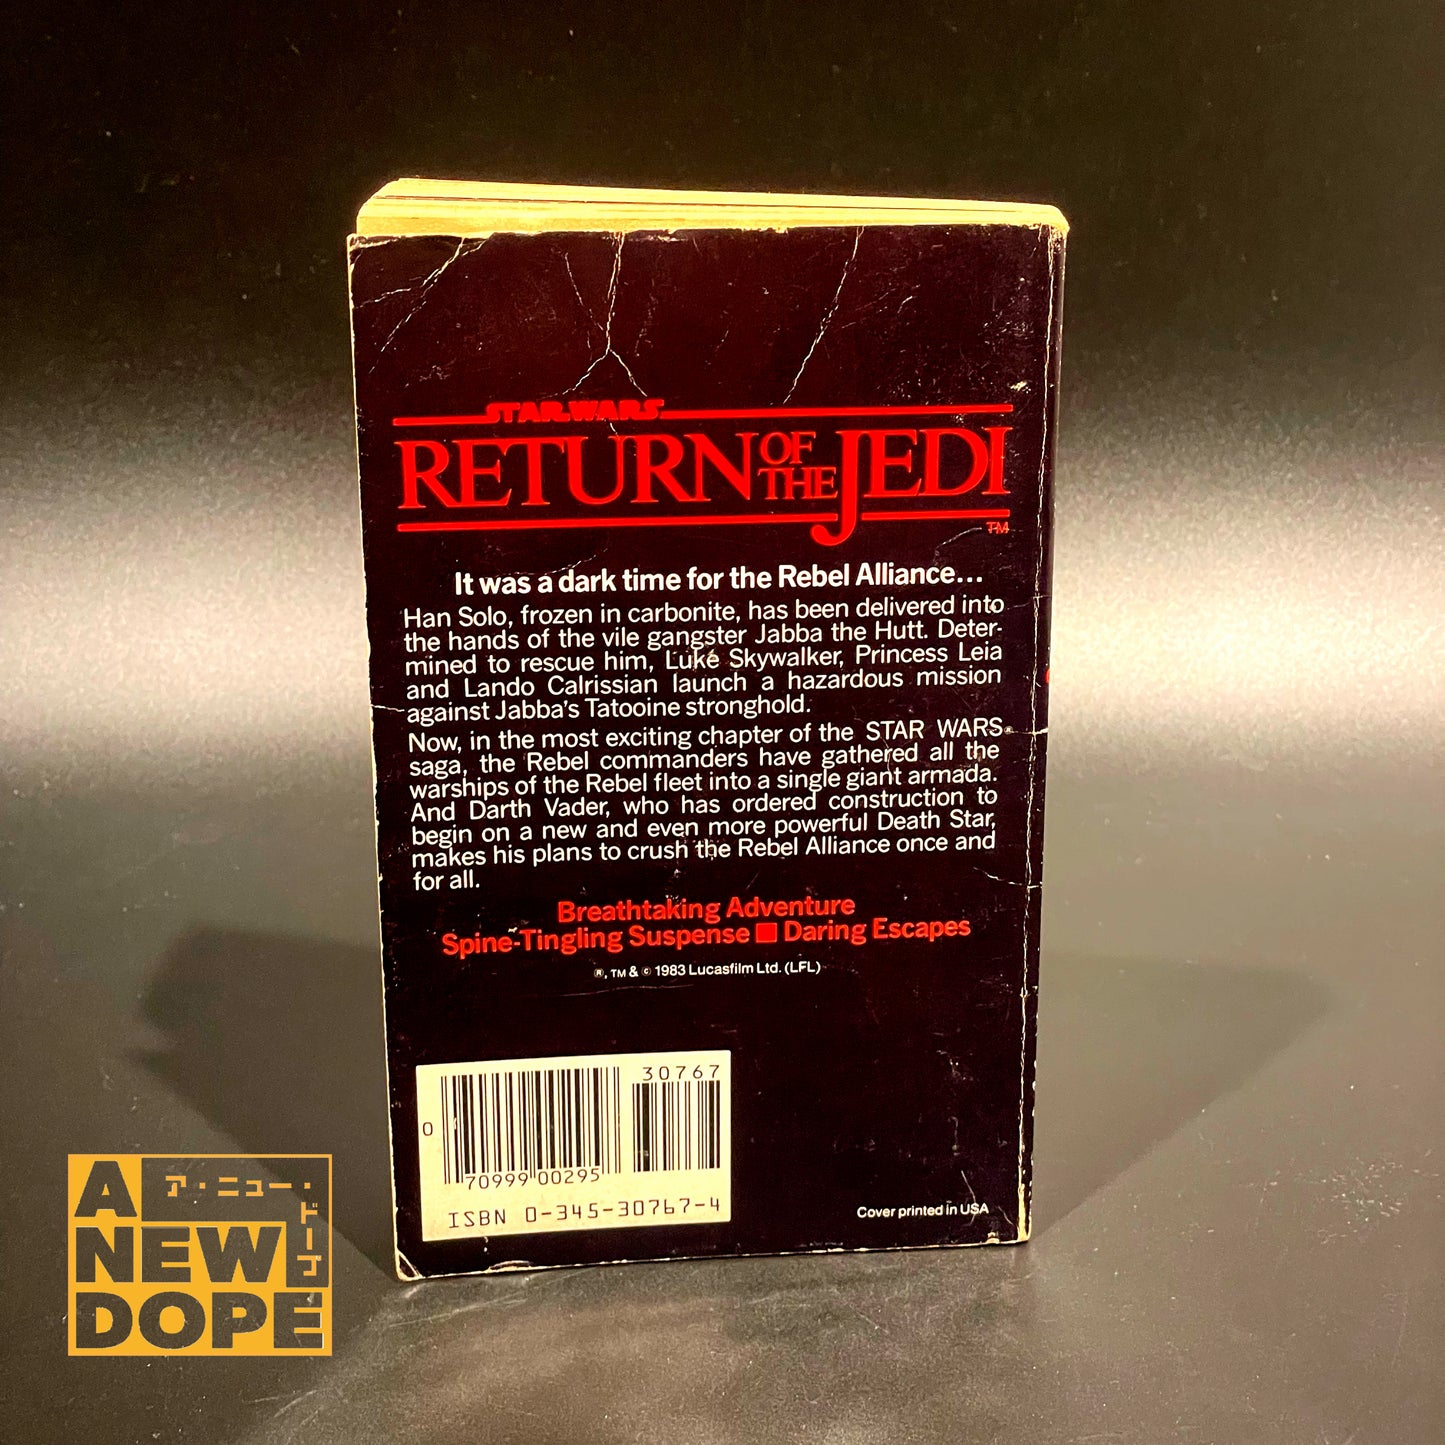 STAR WARS
RETURN OF THE JEDI
TM
It was a dark time for the Rebel Alliance...
Han Solo, frozen in carbonite, has been delivered into
the hands of the vile gangster Jabba the Hutt. Deter-
mined to rescue him, Luke Skywalker, Princess Leia
and Lando Calrissian launch a hazardous mission
against Jabba's Tatooine stronghold.
Now, in the most exciting chapter of the STAR WARS®
saga, the Rebel commanders have gathered all the
warships of the Rebel fleet into a single giant armada.
And Darth Vader, who has ordered construction to
begin on a new and even more powerful Death Star,
makes his plans to crush the Rebel Alliance once and
for all.
Breathtaking Adventure
Spine-Tingling Suspense ■ Daring Escapes
®, TM & © 1983 Lucasfilm Ltd. (LFL)
30767
0
70999 00295
ISBN 0-345-30767-4
Cover printed in USA
A
NEW
DOPE
ア・ニュー・ドープ